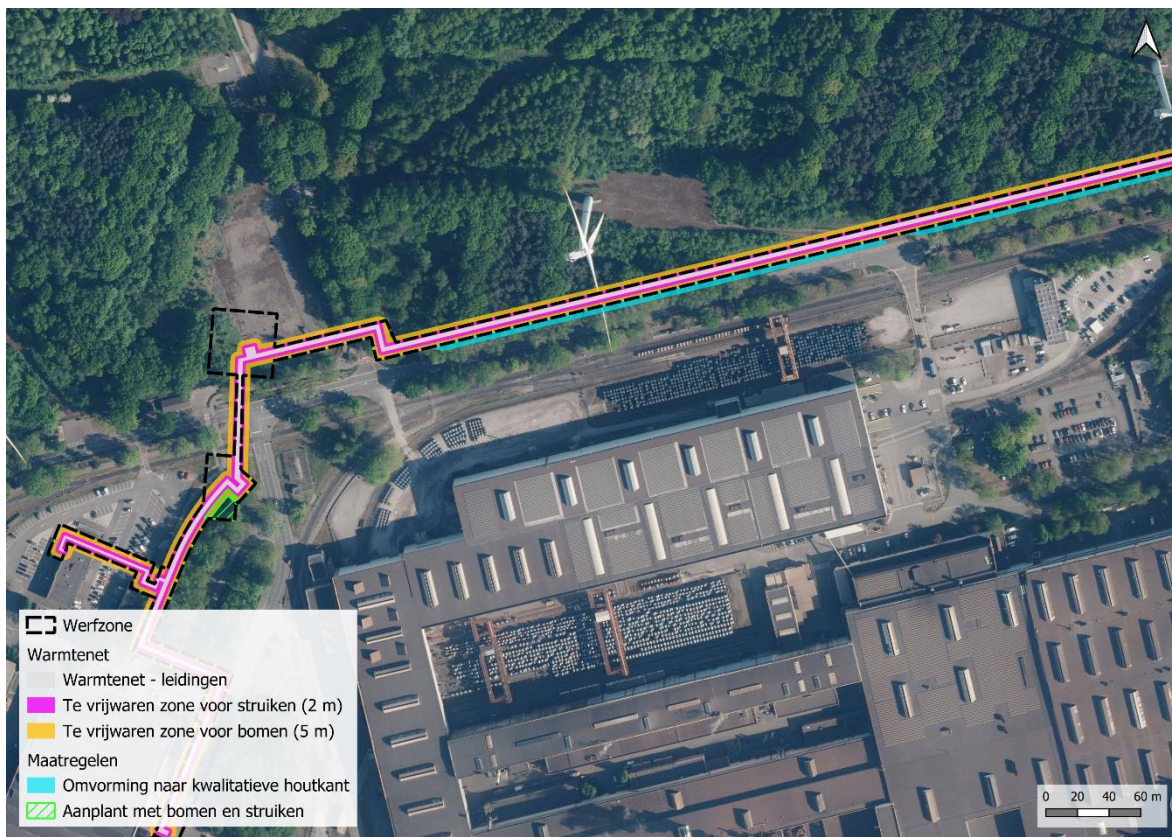 Werfzone
Warmtenet
Warmtenet - leidingen
Te vrijwaren zone voor struiken (2 m)
Te vrijwaren zone voor bomen (5 m)
Maatregelen
Omvorming naar kwalitatieve houtkant
Aanplant met bomen en struiken
0 20 40 60 m